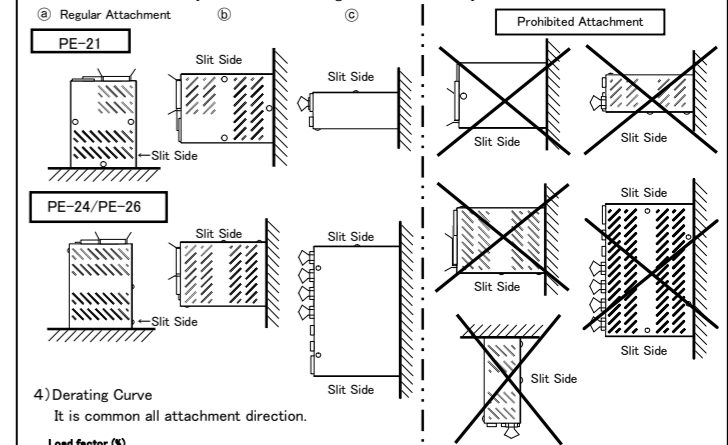 ⓐ Regular Attachment ⓑ ⓒ
Prohibited Attachment
PE-21
Slit Side
Slit Side
←Slit Side
Slit Side
Slit Side
PE-24/PE-26
Slit Side
Slit Side
←Slit Side
Slit Side
Slit Side
Slit Side
Slit Side
4)Derating Curve
It is common all attachment direction.
Load factor (%)